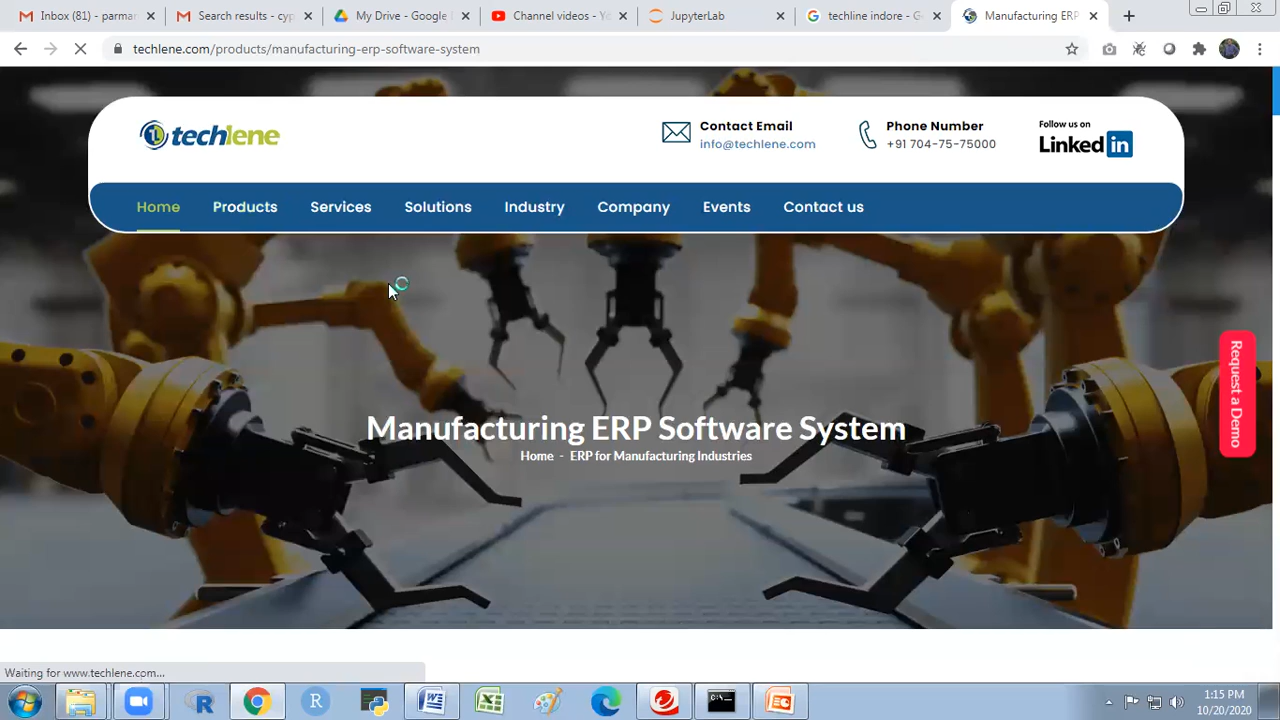 Inbox (81) - parmar
Search results - cyp
My Drive - Google
Channel videos - Yo
JupyterLab
techline indore - G
Manufacturing ERP
techlene.com/products/manufacturing-erp-software-system
techlene
Contact Email
info@techlene.com
Phone Number
+91 704-75-75000
Follow us on
Linked in
Home
Products
Services
Solutions
Industry
Company
Events
Contact us
Request a Demo
Manufacturing ERP Software System
Home - ERP for Manufacturing Industries
Waiting for www.techlene.com...
1:15 PM
10/20/2020